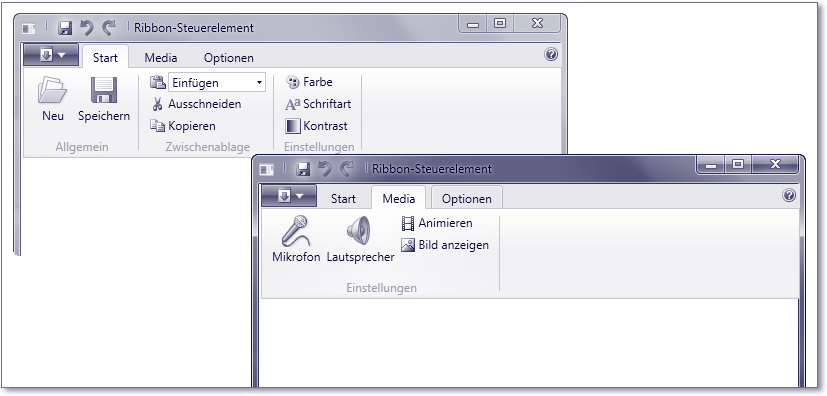 Ribbon-Steuerelement
Start Media Optionen
Neu Speichern
Einfügen
Ausschneiden
Kopieren
Farbe
Schriftart
Kontrast
Allgemein Zwischenablage Einstellungen
Ribbon-Steuerelement
Start Media Optionen
Mikrofon Lautsprecher
Animieren
Bild anzeigen
Einstellungen